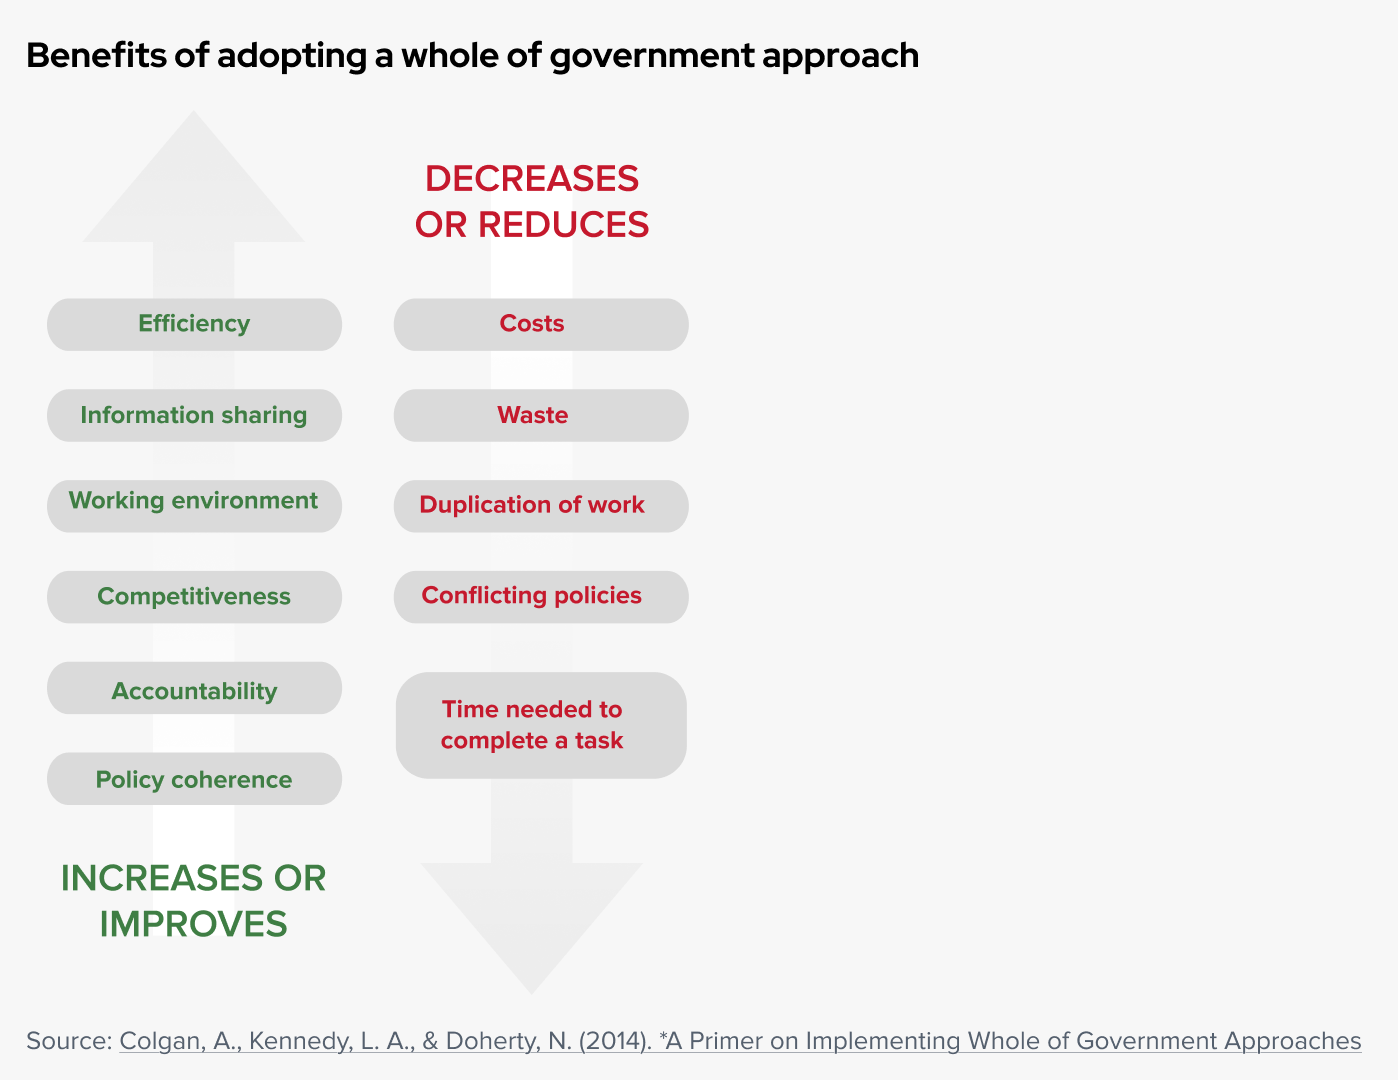 Benefits of adopting a whole of government approach
DECREASES
OR REDUCES
Efficiency
Information sharing
Working environment
Competitiveness
Accountability
Policy coherence
INCREASES OR
IMPROVES
Costs
Waste
Duplication of work
Conflicting policies
Time needed to
complete a task
Source: Colgan, A., Kennedy, L. A., & Doherty, N. (2014). *A Primer on Implementing Whole of Government Approaches